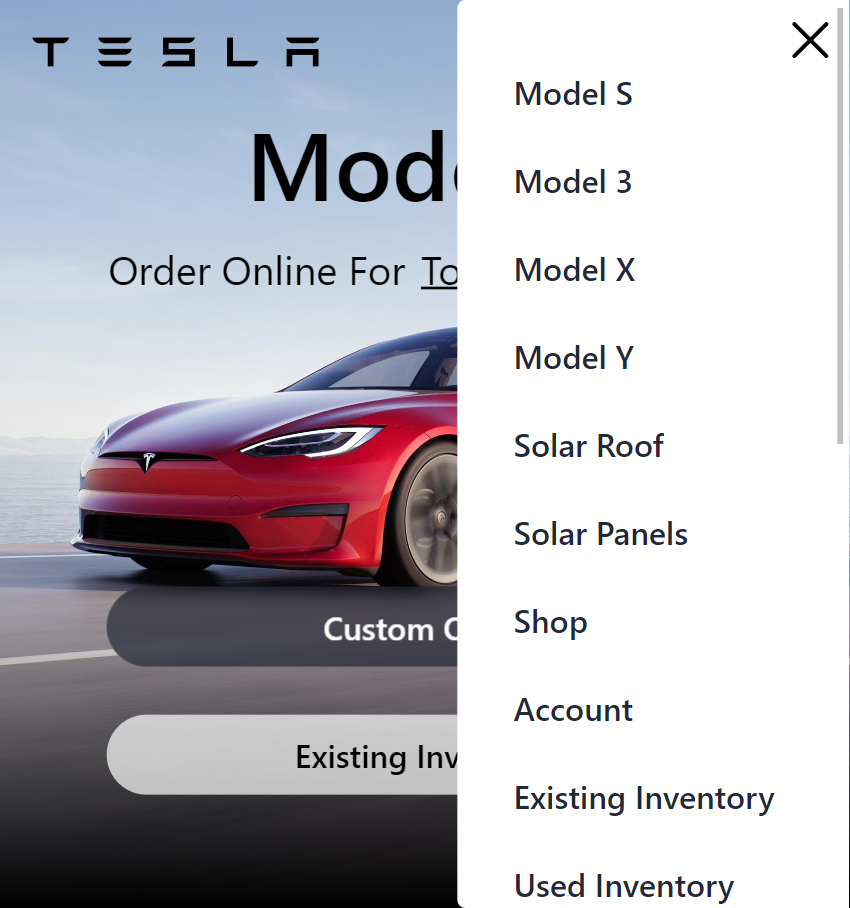 TESLA
Mod
Order Online For To
Custom
Existing Inv
Model S
Model 3
Model X
Model Y
Solar Roof
Solar Panels
Shop
Account
Existing Inventory
Used Inventory